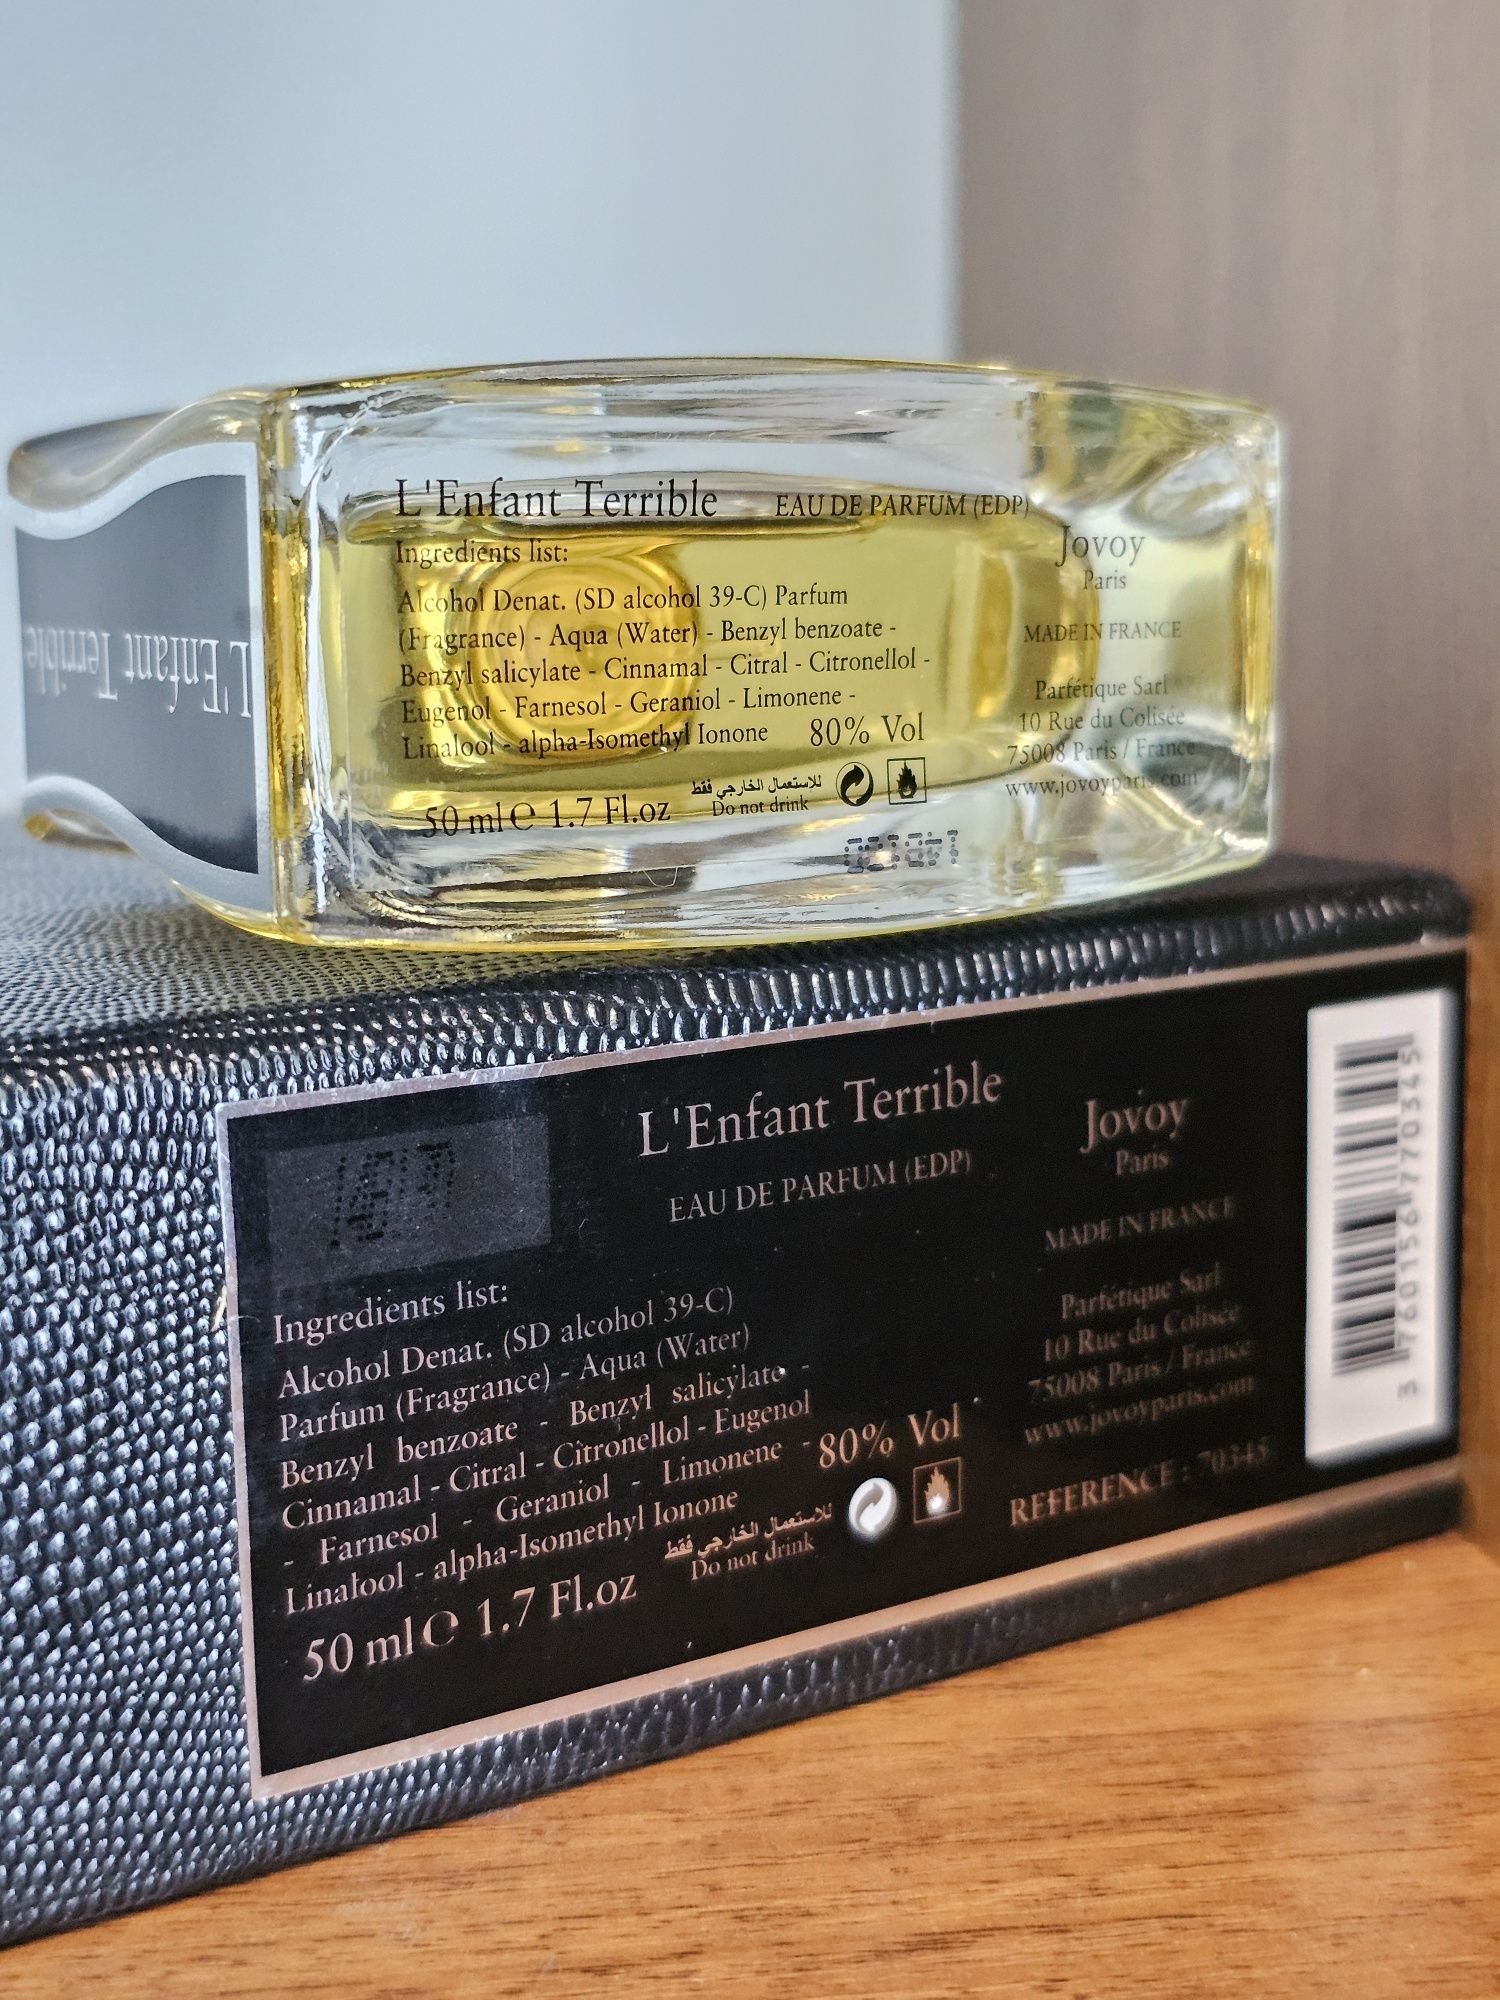 L'Enfant Terrible
L'Enfant Terrible
EAU DE PARFUM (EDP)
Ingredients list:
Alcohol Denat. (SD alcohol 39-C) Parfum
(Fragrance) - Aqua (Water) - Benzyl benzoate -
Benzyl salicylate - Cinnamal - Citral - Citronellol -
Eugenol - Farnesol - Geraniol - Limonene -
Linalool - alpha-Isomethyl Ionone
80% Vol
50 ml e 1.7 Fl.oz
للاستعمال الخارجي فقط
Do not drink
Jovoy
Paris
MADE IN FRANCE
Parfétique Sarl
10 Rue du Colisée
75008 Paris / France
www.jovoyparis.com
L'Enfant Terrible
EAU DE PARFUM (EDP)
Ingredients list:
Alcohol Denat. (SD alcohol 39-C)
Parfum (Fragrance) - Aqua (Water)
Benzyl benzoate - Benzyl salicylate -
Cinnamal - Citral - Citronellol - Eugenol
- Farnesol - Geraniol - Limonene -
Linalool - alpha-Isomethyl Ionone
80% Vol
50 ml e 1.7 Fl.oz
للاستعمال الخارجي فقط
Do not drink
Jovoy
Paris
MADE IN FRANCE
Parfétique Sarl
10 Rue du Colisée
75008 Paris / France
www.jovoyparis.com
REFERENCE : 70345
3 760156 770345